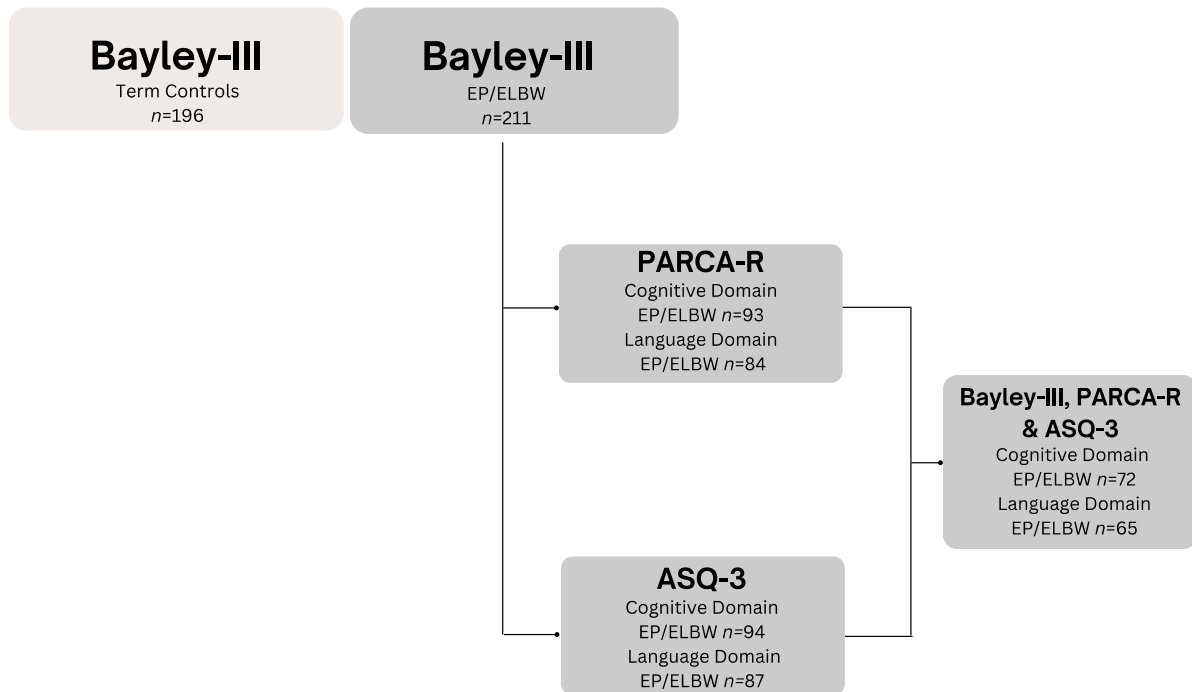 Bayley-III
Term Controls
n=196
Bayley-III
EP/ELBW
n=211
PARCA-R
Cognitive Domain
EP/ELBW n=93
Language Domain
EP/ELBW n=84
Bayley-III, PARCA-R
& ASQ-3
Cognitive Domain
EP/ELBW n=72
Language Domain
EP/ELBW n=65
ASQ-3
Cognitive Domain
EP/ELBW n=94
Language Domain
EP/ELBW n=87